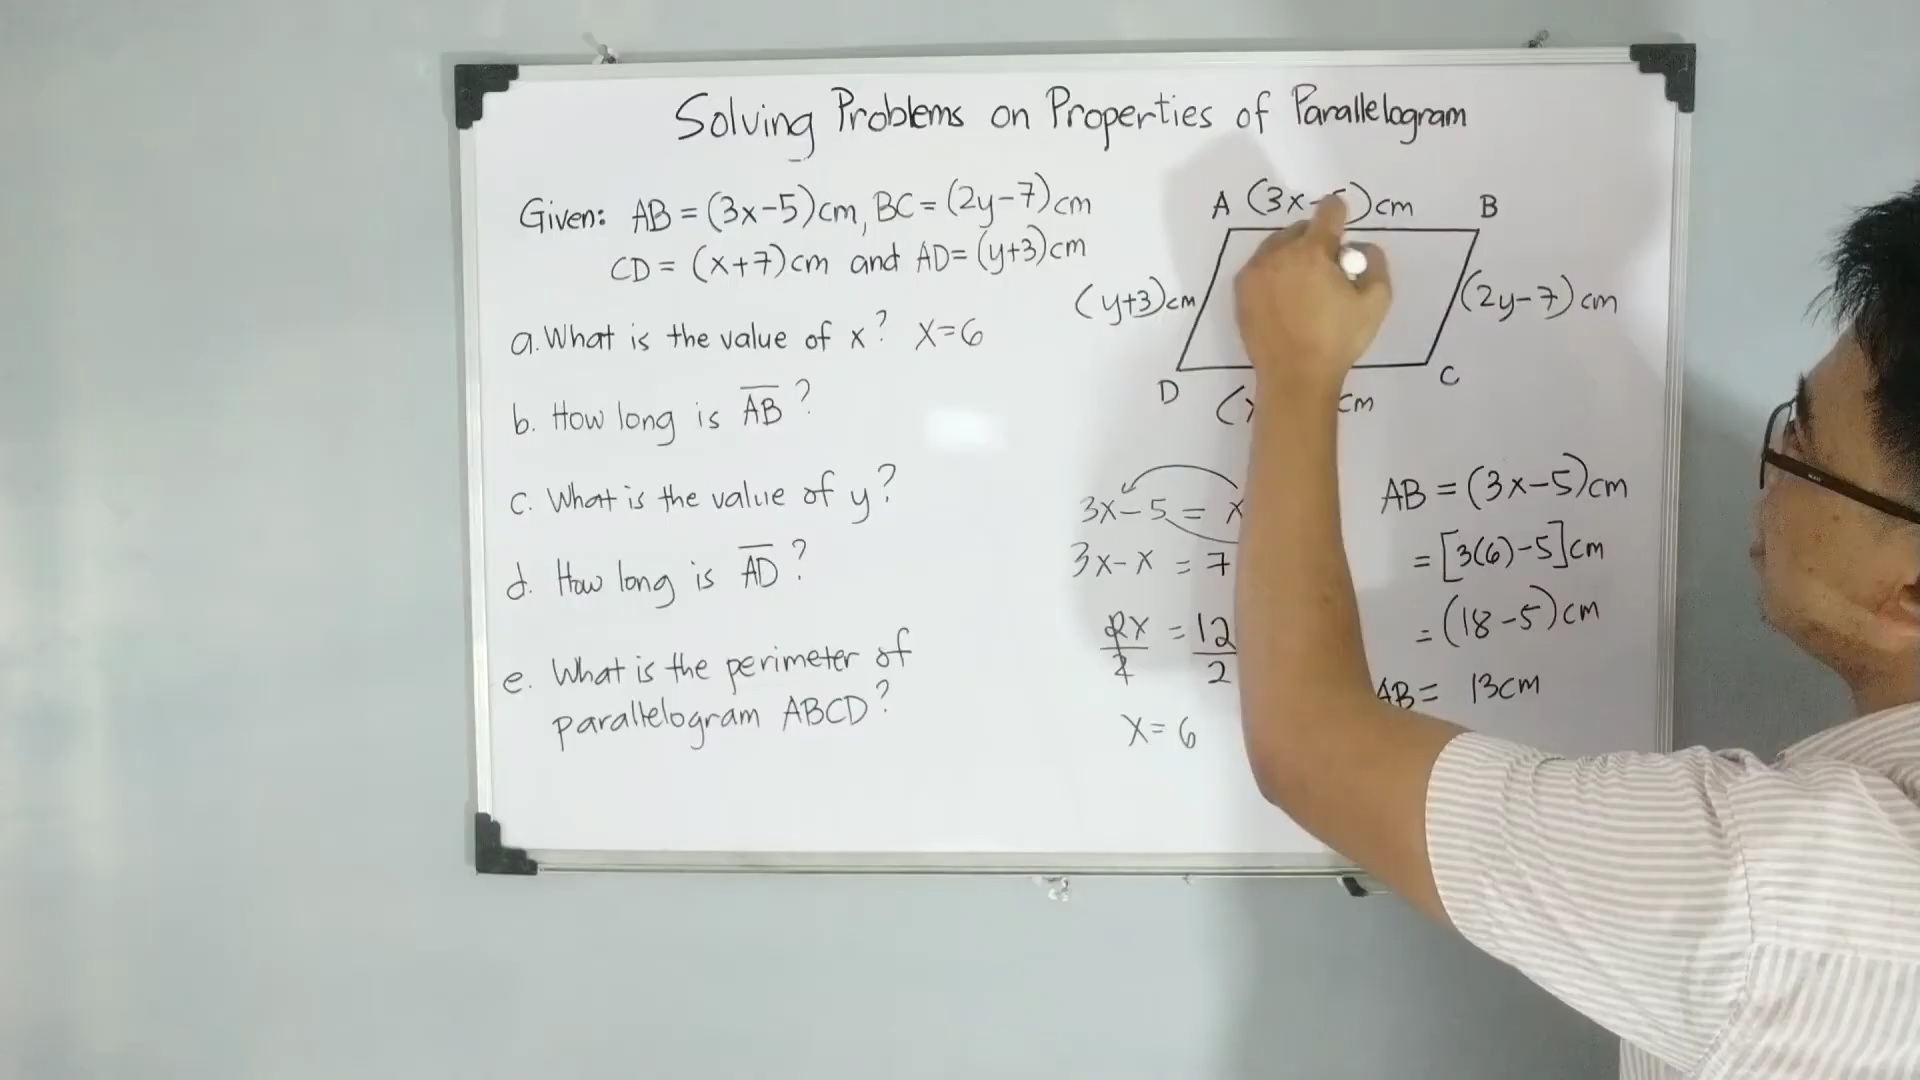 Solving Problems on Properties of Parallelogram
Given: AB = (3x-5)cm, BC = (2y-7)cm
CD = (x+7)cm and AD = (y+3)cm
a. What is the value of x? X=6
b. How long is A̅B̅?
c. What is the value of y?
d. How long is A̅D̅?
e. What is the perimeter of
parallelogram ABCD?
A (3x- )cm B
(y+3)cm (2y-7)cm
D C
( cm
3x-5 = x
3x-x = 7
2x/2 = 12/2
X=6
AB = (3x-5)cm
= [3(6)-5]cm
= (18-5)cm
AB = 13cm